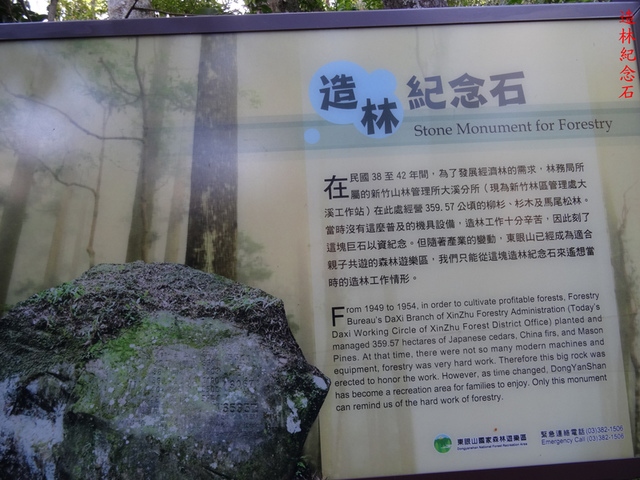 造林紀念石
造林紀念石
Stone Monument for Forestry
在民國 38 至 42 年間，為了發展經濟林的需求，林務局所
屬的新竹山林管理所大溪分所（現為新竹林區管理處大
溪工作站）在此處經營 359.57 公頃的柳杉、杉木及馬尾松林。
當時沒有這麼普及的機具設備，造林工作十分辛苦，因此刻了
這塊巨石以資紀念。但隨著產業的變動，東眼山已經成為適合
親子共遊的森林遊樂區，我們只能從這塊造林紀念石來遙想當
時的造林工作情形。
From 1949 to 1954, in order to cultivate profitable forests, Forestry
Bureau's DaXi Branch of XinZhu Forestry Administration (Today's
Daxi Working Circle of XinZhu Forest District Office) planted and
managed 359.57 hectares of Japanese cedars, China firs, and Mason
Pines. At that time, there were not so many modern machines and
equipment, forestry was very hard work. Therefore this big rock was
erected to honor the work. However, as time changed, DongYanShan
has become a recreation area for families to enjoy. Only this monument
can remind us of the hard work of forestry.
東眼山國家森林遊樂區
Dongyanshan National Forest Recreation Area
緊急連絡電話 (03)382-1506
Emergency Call (03)382-1506